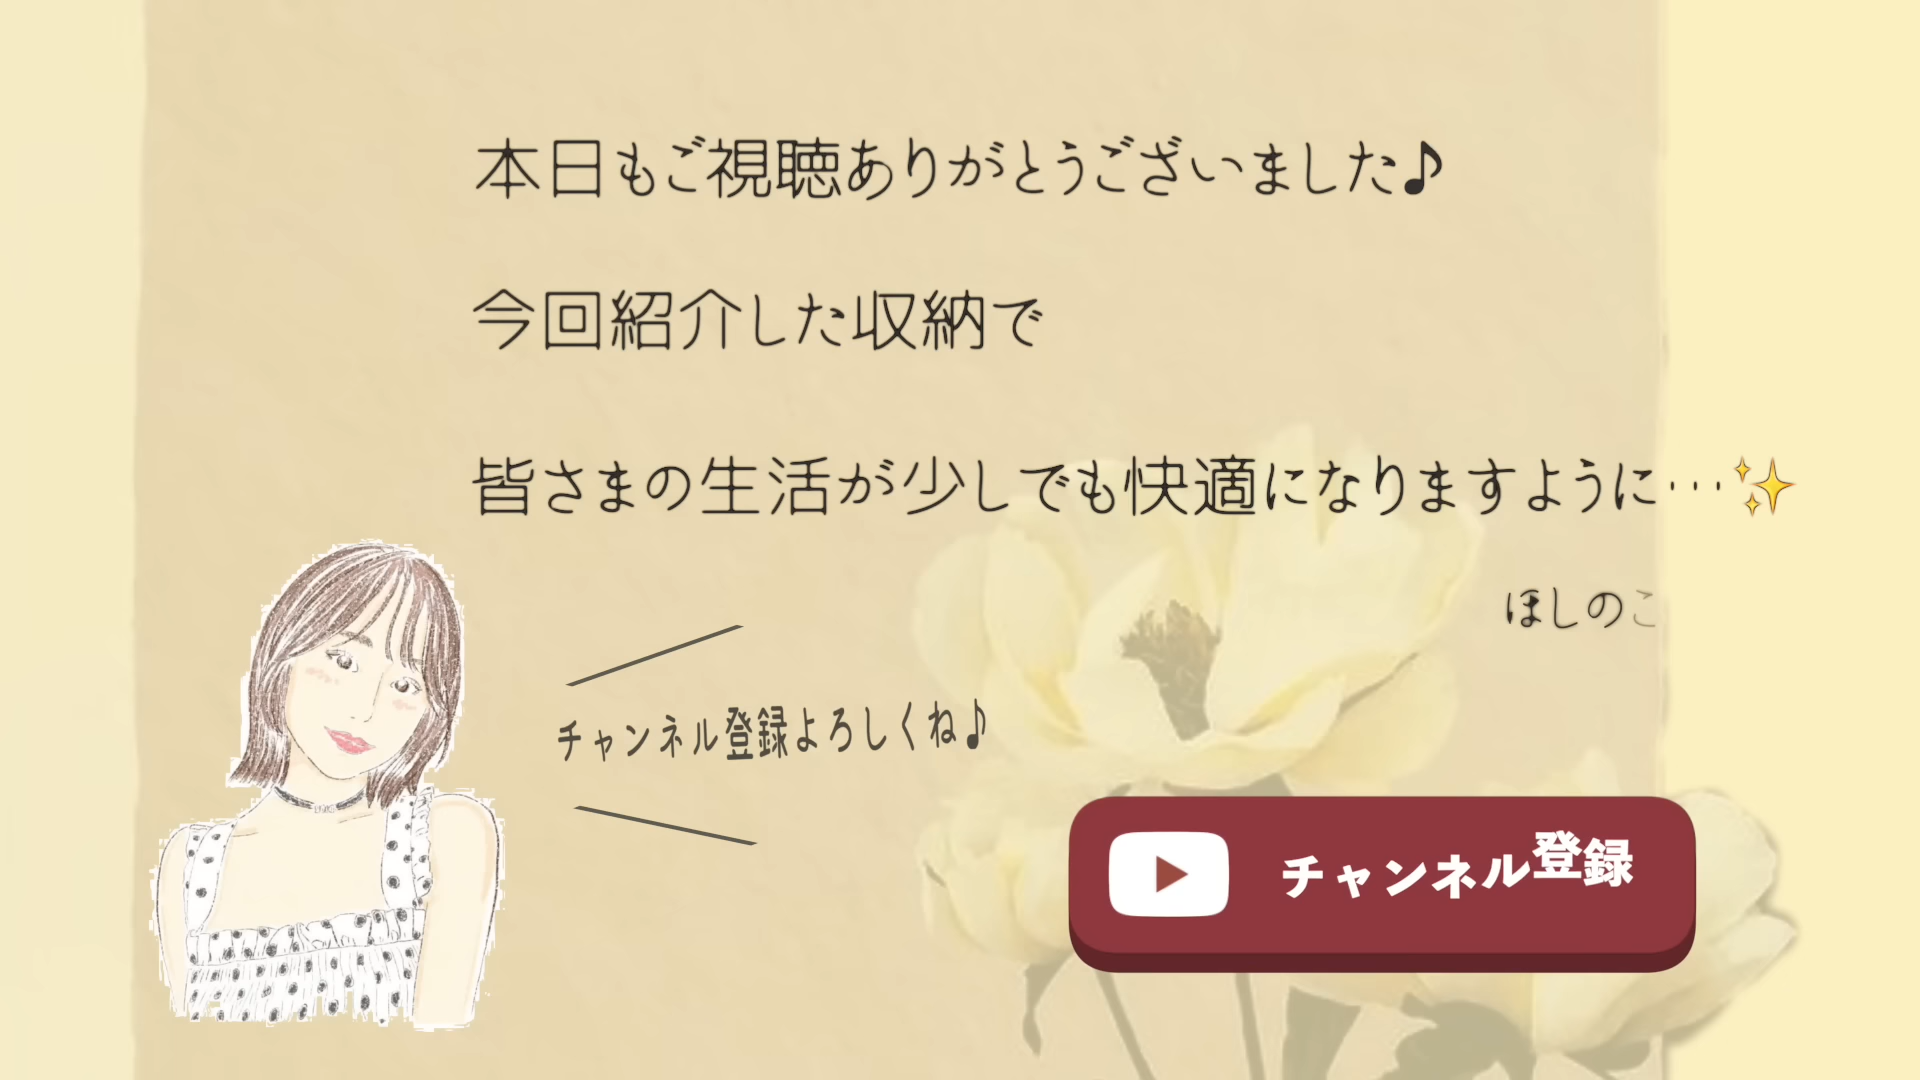 本日もご視聴ありがとうございました♪
今回紹介した収納で
皆さまの生活が少しでも快適になりますように…✨
ほしのこ
チャンネル登録よろしくね♪
チャンネル登録